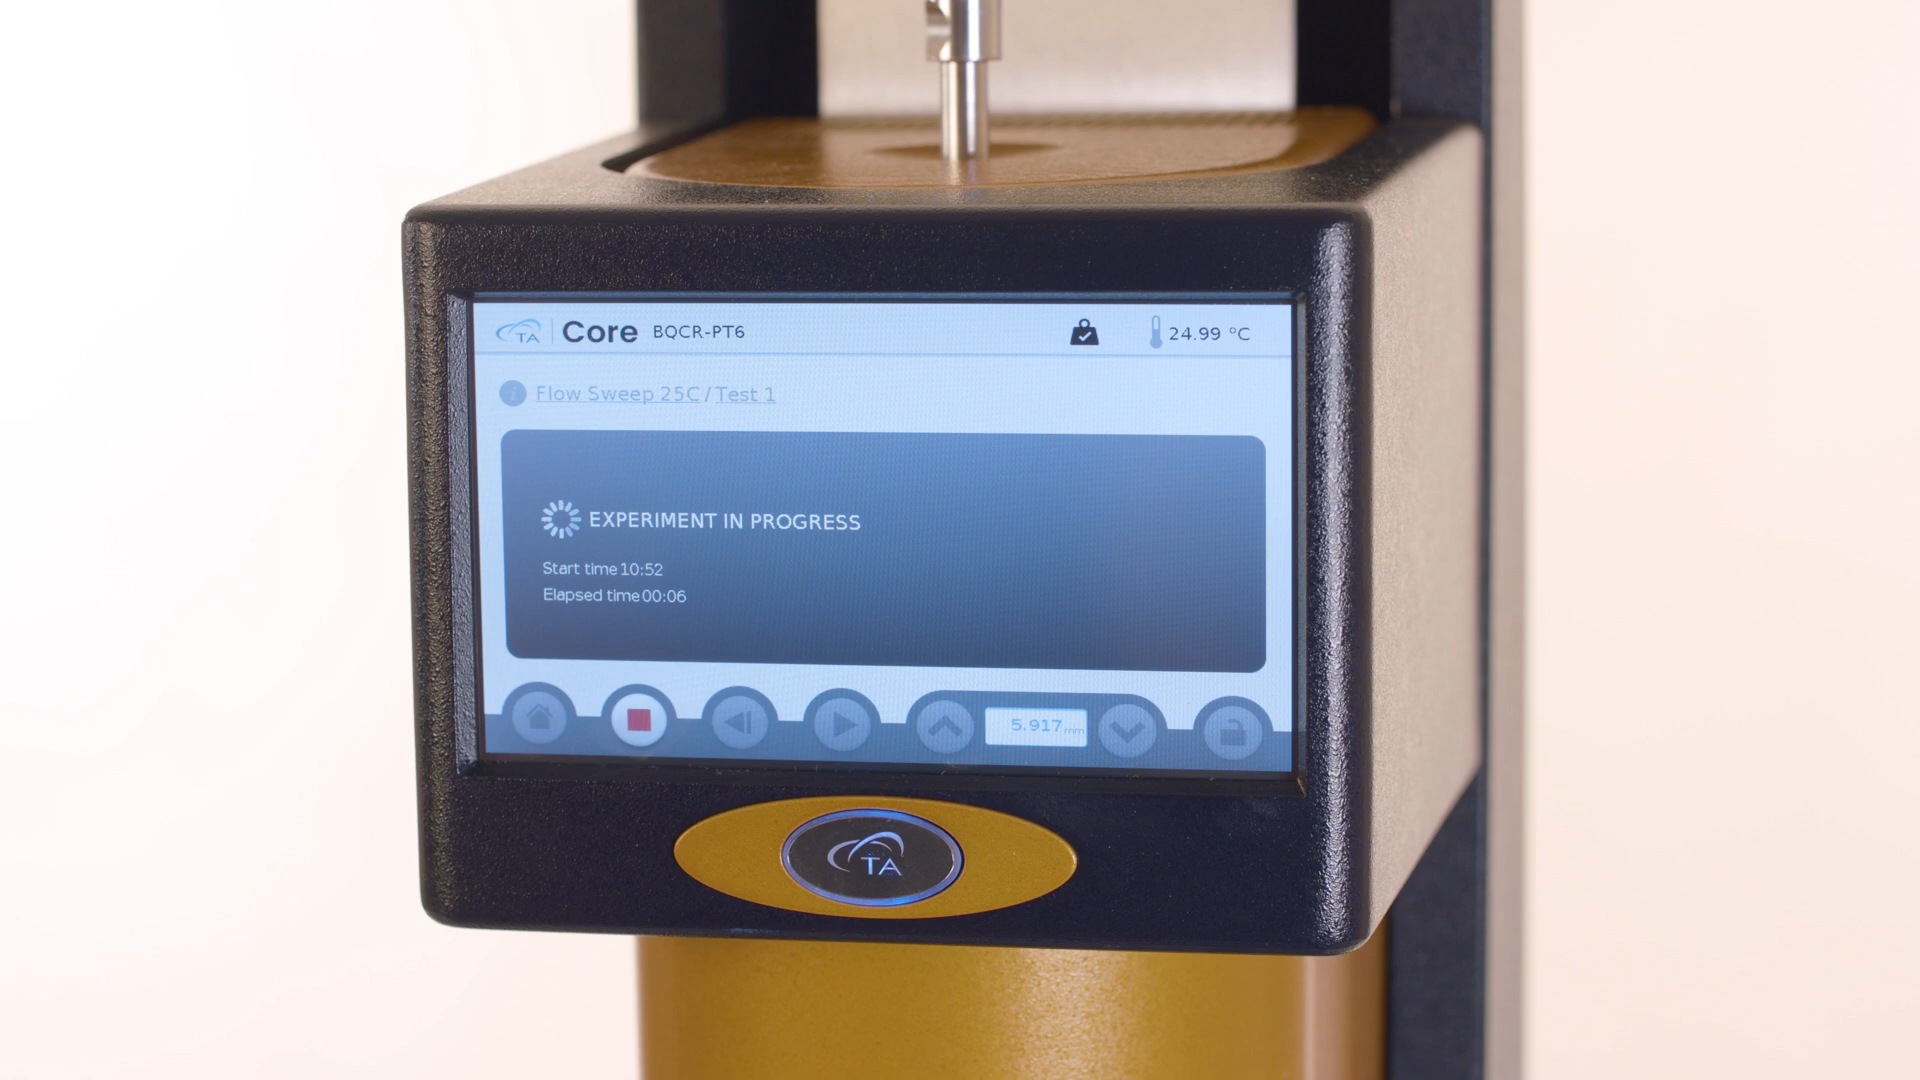 TA Core BQCR-PT6 24.99 °C
i Flow Sweep 25C / Test 1
EXPERIMENT IN PROGRESS
Start time 10:52
Elapsed time 00:06
5.917 mm
TA